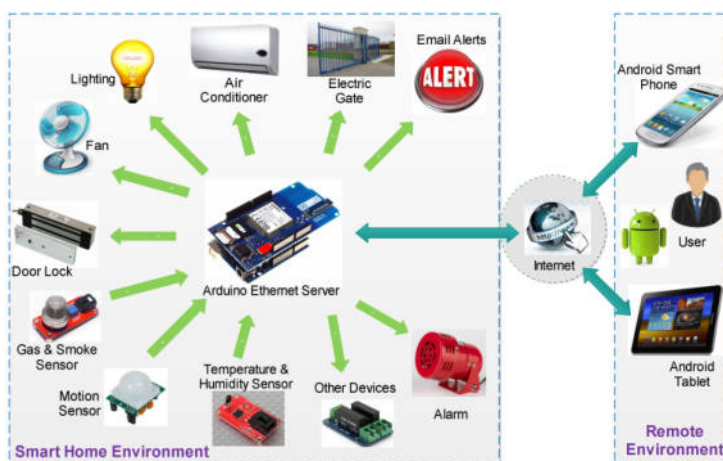 Lighting
Air
Conditioner
Electric
Gate
Email Alerts
ALERT
Android Smart
Phone
Fan
Door Lock
Arduino Ethernet Server
http://
Internet
User
Gas & Smoke
Sensor
Motion
Sensor
Temperature &
Humidity Sensor
Other Devices
Alarm
Android
Tablet
Smart Home Environment
Remote
Environment